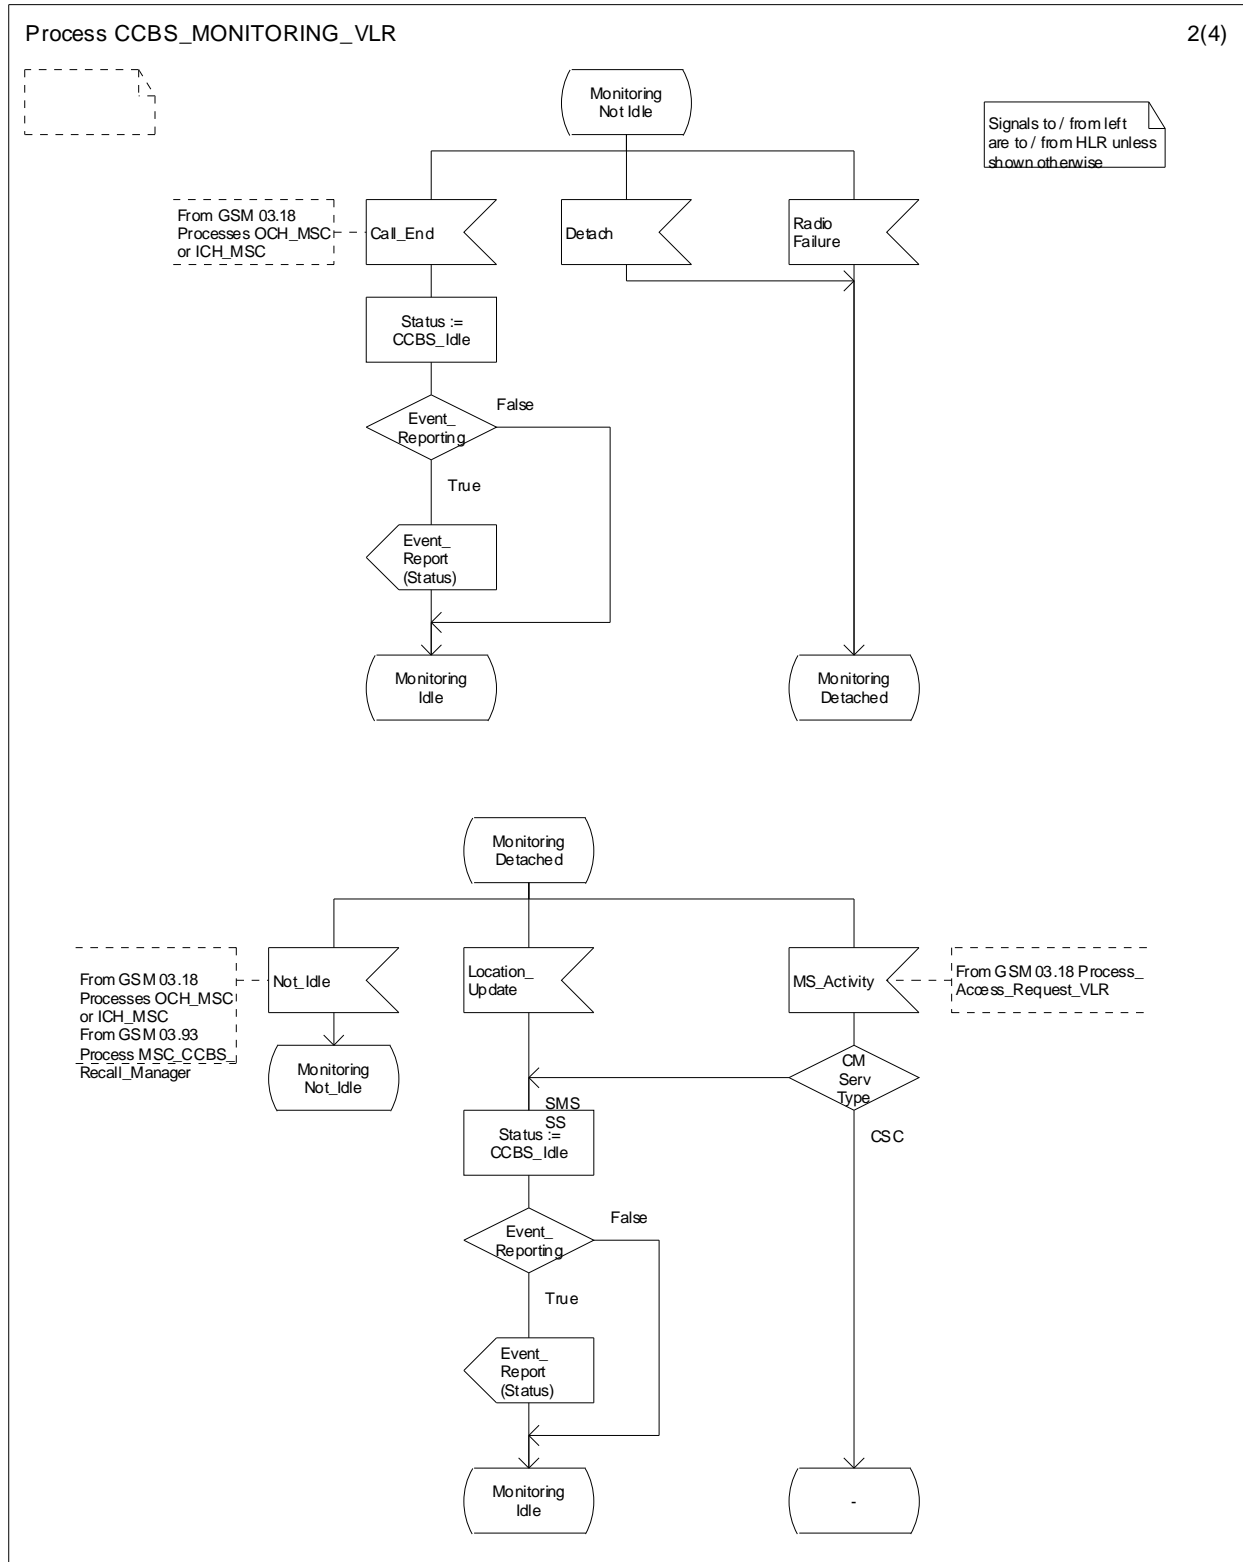 Process CCBS_MONITORING_VLR
2(4)
Monitoring
Not Idle
Signals to / from left
are to / from HLR unless
shown otherwise
From GSM 03.18
Processes OCH_MSC
or ICH_MSC
Call_End
Detach
Radio
Failure
Status :=
CCBS_Idle
Event_
Reporting
False
True
Event_
Report
(Status)
Monitoring
Idle
Monitoring
Detached
Monitoring
Detached
From GSM 03.18
Processes OCH_MSC
or ICH_MSC
From GSM 03.93
Process MSC_CCBS_
Recall_Manager
Not_Idle
Location_
Update
MS_Activity
From GSM 03.18 Process_
Access_Request_VLR
Monitoring
Not_Idle
CM
Serv
Type
SMS
SS
CSC
Status :=
CCBS_Idle
Event_
Reporting
False
True
Event_
Report
(Status)
Monitoring
Idle
-